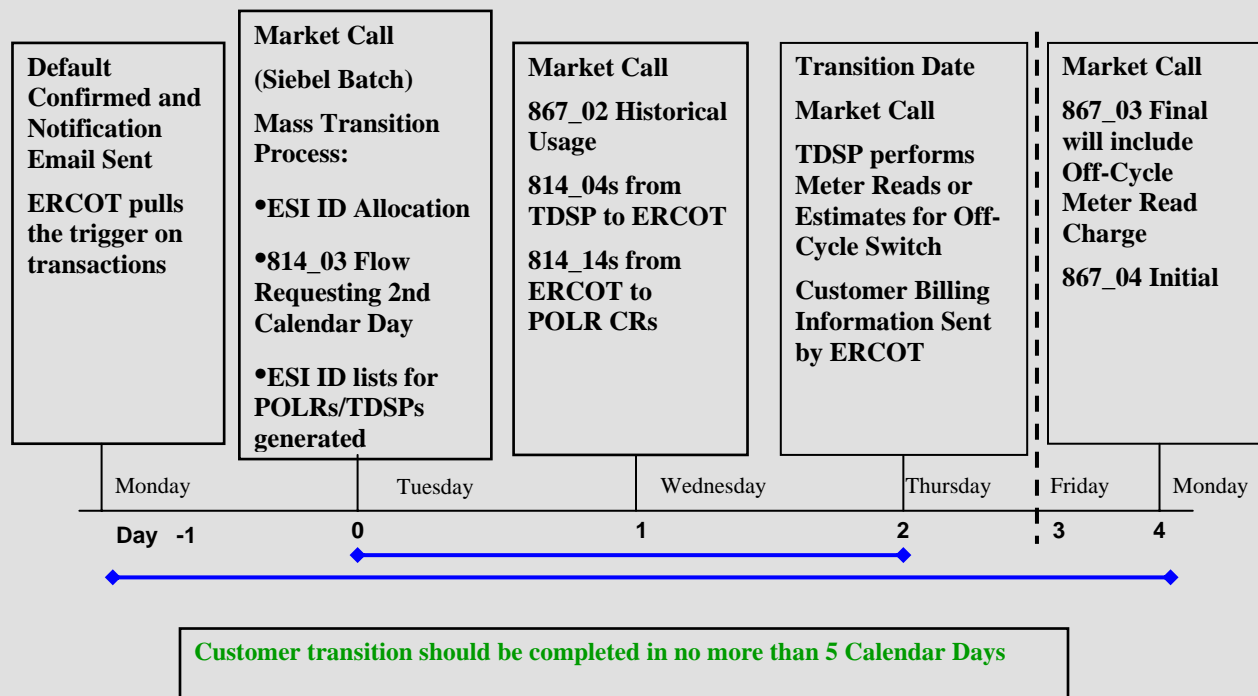 Default
Confirmed and
Notification
Email Sent
ERCOT pulls
the trigger on
transactions
Market Call
(Siebel Batch)
Mass Transition
Process:
•ESI ID Allocation
•814_03 Flow
Requesting 2nd
Calendar Day
•ESI ID lists for
POLRs/TDSPs
generated
Market Call
867_02 Historical
Usage
814_04s from
TDSP to ERCOT
814_14s from
ERCOT to
POLR CRs
Transition Date
Market Call
TDSP performs
Meter Reads or
Estimates for Off-
Cycle Switch
Customer Billing
Information Sent
by ERCOT
Market Call
867_03 Final
will include
Off-Cycle
Meter Read
Charge
867_04 Initial
Monday Tuesday Wednesday Thursday Friday Monday
Day -1 0 1 2 3 4
Customer transition should be completed in no more than 5 Calendar Days